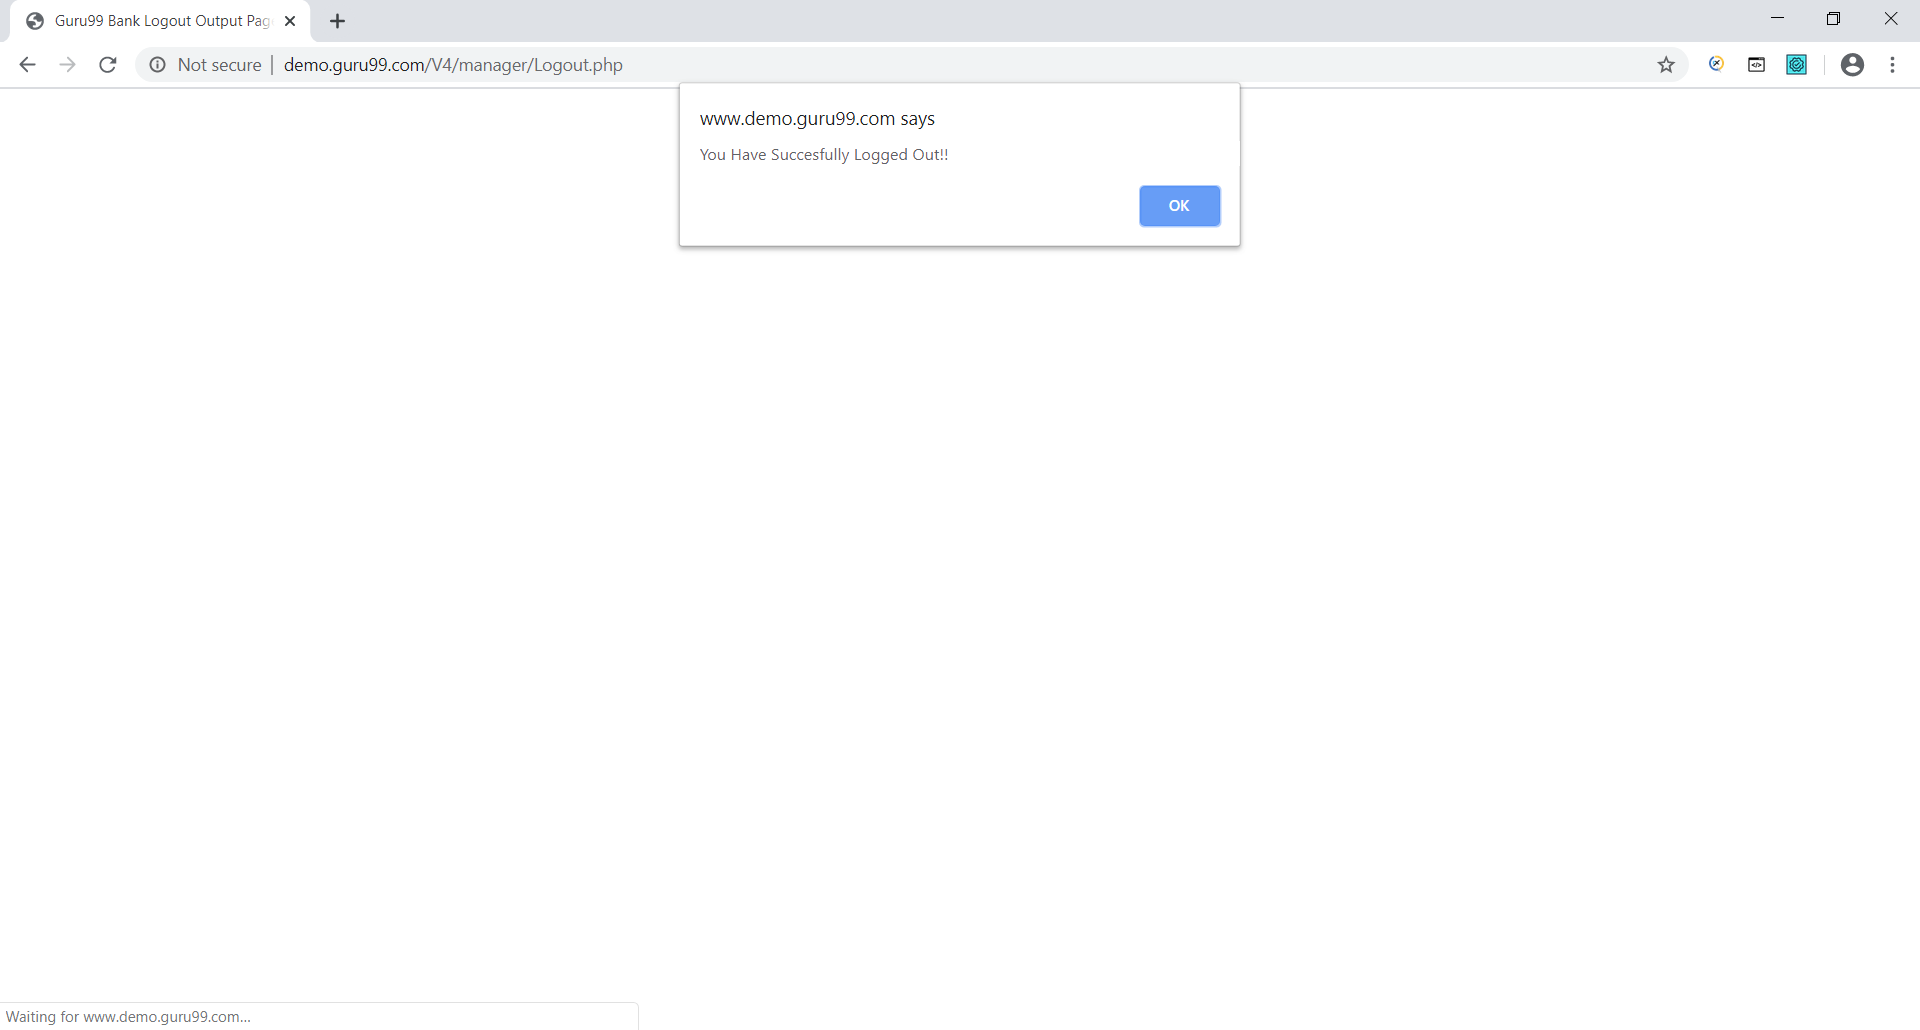 Guru99 Bank Logout Output Pag
Not secure | demo.guru99.com/V4/manager/Logout.php
www.demo.guru99.com says
You Have Succesfully Logged Out!!
OK
Waiting for www.demo.guru99.com...